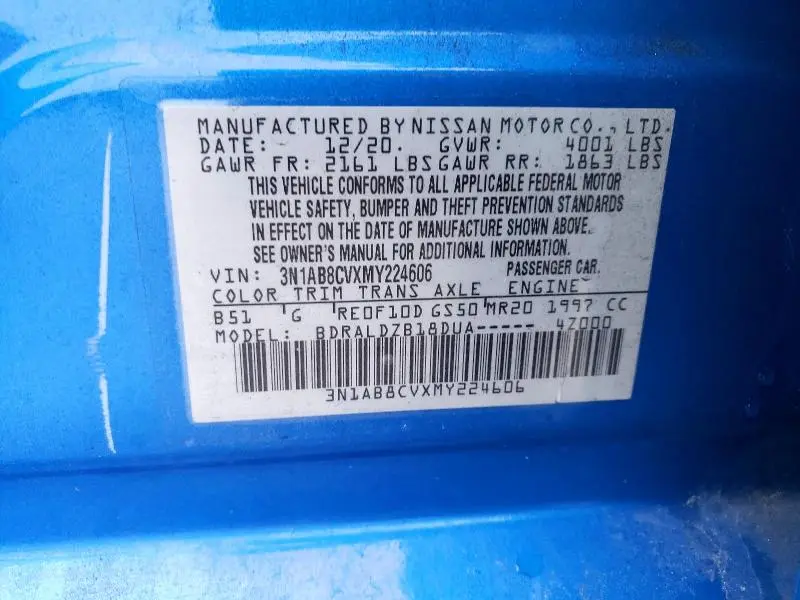 MANUFACTURED BY NISSAN MOTOR CO., LTD.
DATE: 12/20. GVWR: 4001 LBS
GAWR FR: 2161 LBS GAWR RR: 1863 LBS
THIS VEHICLE CONFORMS TO ALL APPLICABLE FEDERAL MOTOR
VEHICLE SAFETY, BUMPER AND THEFT PREVENTION STANDARDS
IN EFFECT ON THE DATE OF MANUFACTURE SHOWN ABOVE.
SEE OWNER'S MANUAL FOR ADDITIONAL INFORMATION.
VIN: 3N1AB8CVXMY224606 PASSENGER CAR.
COLOR TRIM TRANS AXLE ENGINE
B51 G RE0F10D GS50 MR20 1997 CC
MODEL: BDRALDZB18DUA----- 4Z000
3N1AB8CVXMY224606